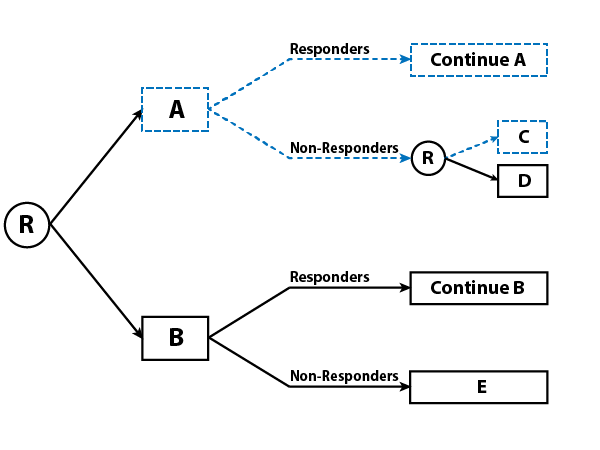 Responders
Continue A
A
Non-Responders
R
C
D
R
Responders
Continue B
B
Non-Responders
E